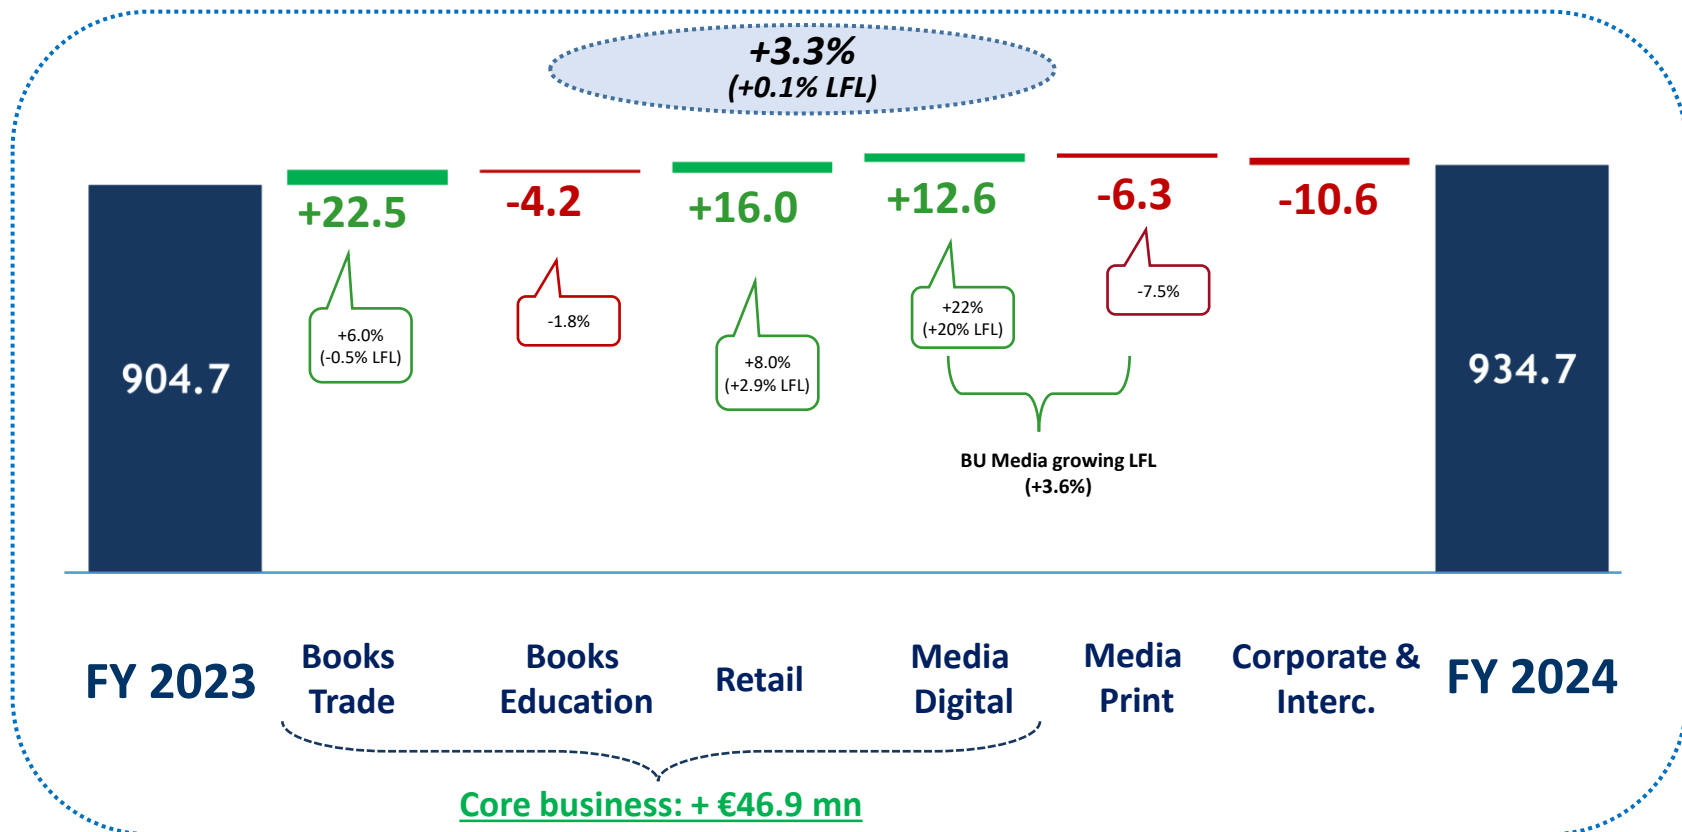 +3.3%
(+0.1% LFL)
+22.5
-4.2
+16.0
+12.6
-6.3
-10.6
+6.0%
(-0.5% LFL)
-1.8%
+8.0%
(+2.9% LFL)
+22%
(+20% LFL)
-7.5%
904.7
934.7
BU Media growing LFL
(+3.6%)
FY 2023
Books
Trade
Books
Education
Retail
Media
Digital
Media
Print
Corporate &
Interc.
FY 2024
Core business: + €46.9 mn